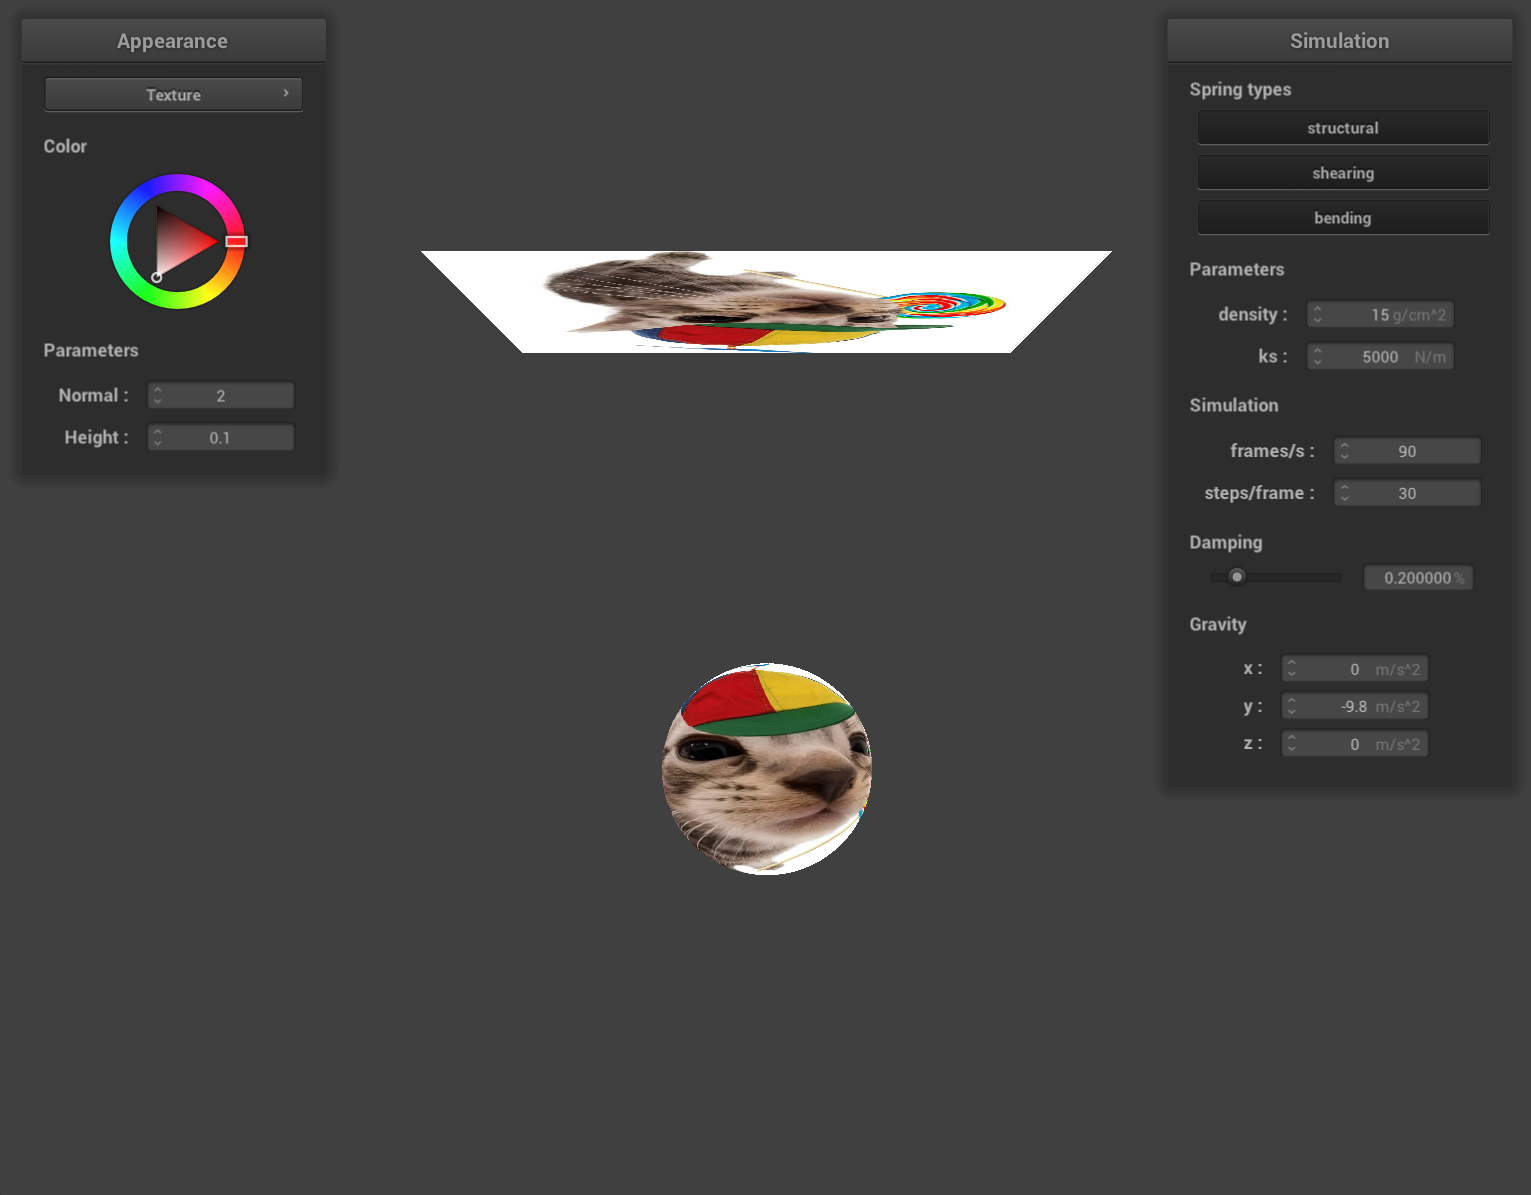 Appearance
Texture
Color
Parameters
Normal : 2
Height : 0.1
Simulation
Spring types
structural
shearing
bending
Parameters
density : 15 g/cm^2
ks : 5000 N/m
Simulation
frames/s : 90
steps/frame : 30
Damping
0.200000 %
Gravity
x : 0 m/s^2
y : -9.8 m/s^2
z : 0 m/s^2